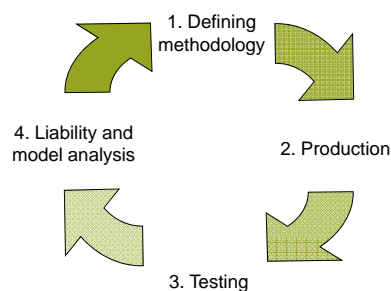 1. Defining
methodology
2. Production
3. Testing
4. Liability and
model analysis